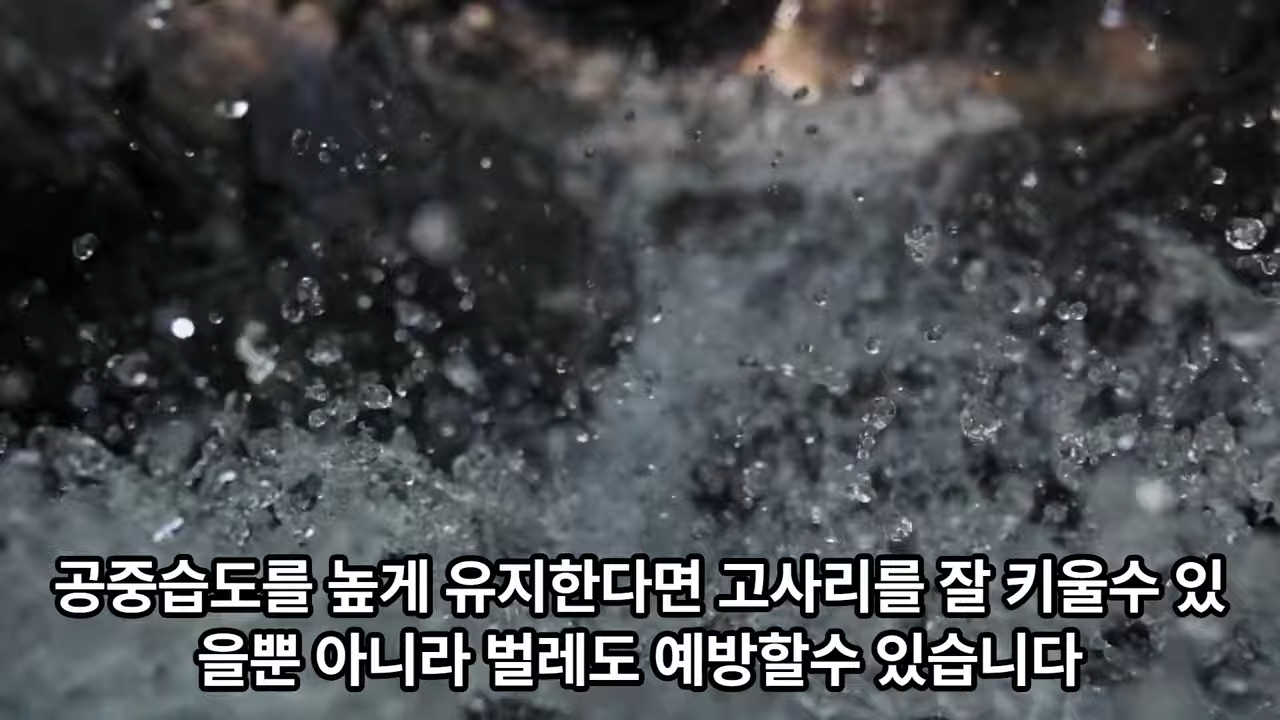 공중습도를 높게 유지한다면 고사리를 잘 키울수 있
을뿐 아니라 벌레도 예방할수 있습니다